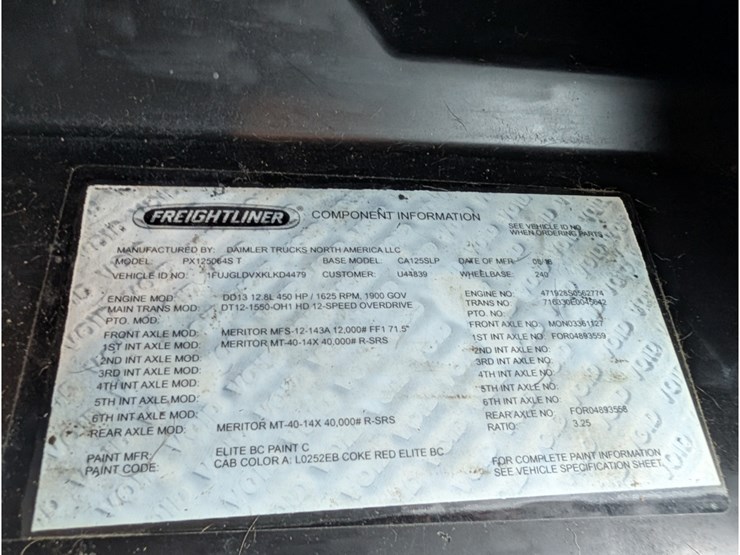 FREIGHTLINER COMPONENT INFORMATION
SEE VEHICLE ID NO.
WHEN ORDERING PARTS
MANUFACTURED BY: DAIMLER TRUCKS NORTH AMERICA LLC
MODEL: PX125064S T BASE MODEL: CA125SLP DATE OF MFR: 08/18
VEHICLE ID NO.: 1FUJGLDVXKLKD4479 CUSTOMER: U44839 WHEELBASE: 240
ENGINE MOD: DD13 12.8L 450 HP / 1625 RPM, 1900 GOV ENGINE NO: 471928S0562774
MAIN TRANS MOD: DT12-1550-OH1 HD 12-SPEED OVERDRIVE TRANS NO:
PTO. MOD: PTO. NO:
FRONT AXLE MOD: MERITOR MFS-12-143A 12,000# FF1 71.5" FRONT AXLE NO: MON03361127
1ST INT AXLE MOD: MERITOR MT-40-14X 40,000# R-SRS 1ST INT AXLE NO: FOR04893559
2ND INT AXLE MOD: 2ND INT AXLE NO:
3RD INT AXLE MOD: 3RD INT AXLE NO:
4TH INT AXLE MOD: 4TH INT AXLE NO:
5TH INT AXLE MOD: 5TH INT AXLE NO:
6TH INT AXLE MOD: 6TH INT AXLE NO:
REAR AXLE MOD: MERITOR MT-40-14X 40,000# R-SRS REAR AXLE NO: FOR04893558
RATIO: 3.25
PAINT MFR: ELITE BC PAINT C
PAINT CODE: CAB COLOR A: L0252EB COKE RED ELITE BC
FOR COMPLETE PAINT INFORMATION
SEE VEHICLE SPECIFICATION SHEET.